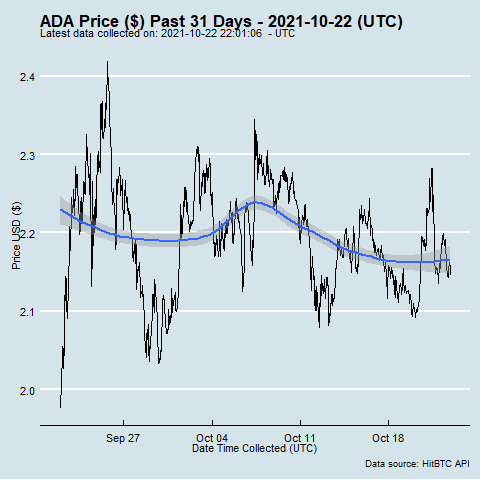 ADA Price ($) Past 31 Days - 2021-10-22 (UTC)
Latest data collected on: 2021-10-22 22:01:06 - UTC
Price USD ($)
2.4
2.3
2.2
2.1
2.0
Sep 27
Oct 04
Oct 11
Oct 18
Date Time Collected (UTC)
Data source: HitBTC API